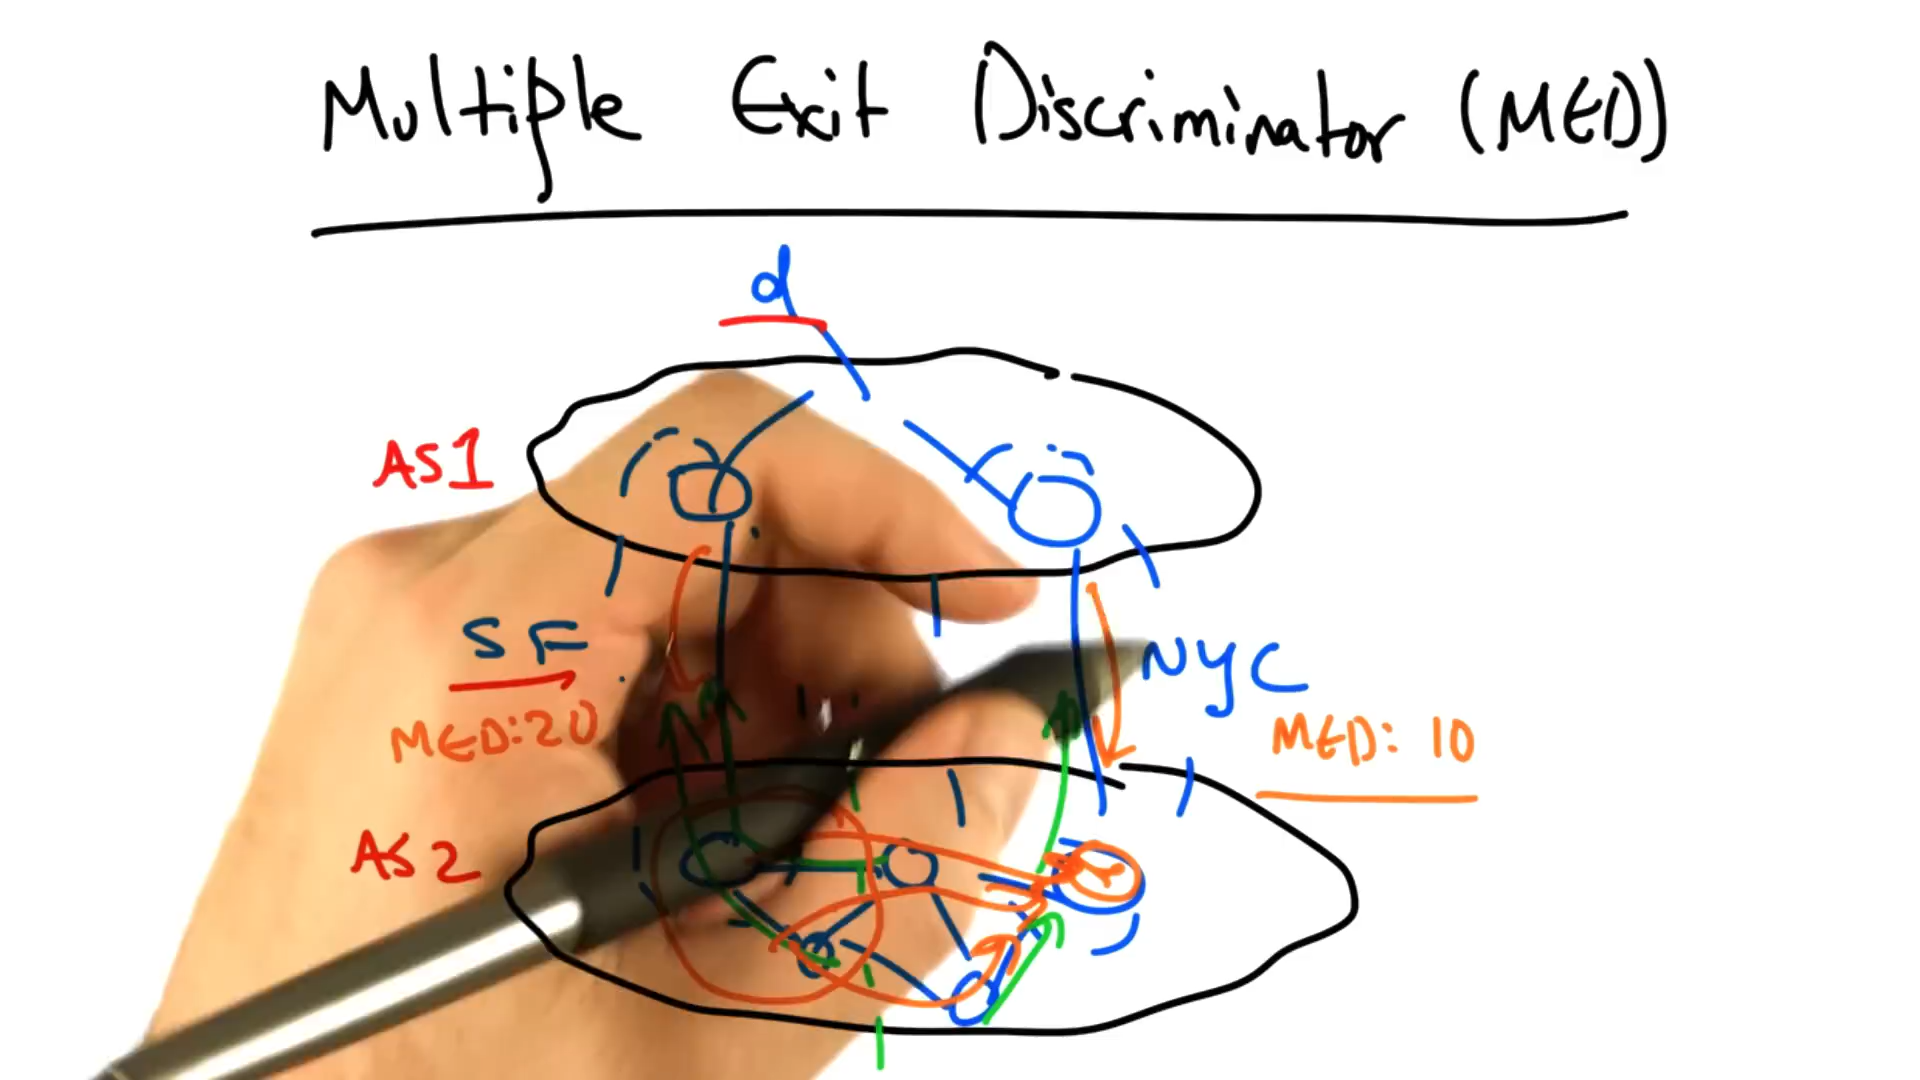 Multiple Exit Discriminator (MED)
d
AS1
SF
NYC
MED:20
MED: 10
AS2